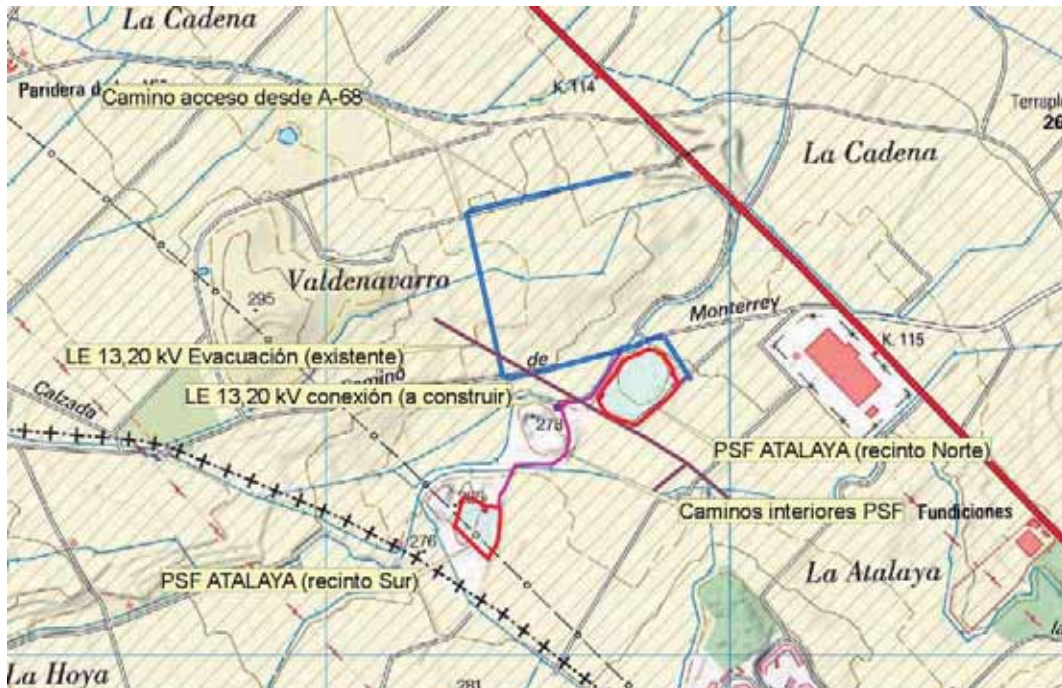 La Cadena
K. 114
Paridera de
Camino acceso desde A-68
Terrapl
26
La Cadena
Valdenavarro
295
Monterrey
K. 115
LE 13,20 kV Evacuación (existente)
de
Camino
LE 13,20 kV conexión (a construir)
Calzada
278
PSF ATALAYA (recinto Norte)
Caminos interiores PSF
Fundiciones
276
PSF ATALAYA (recinto Sur)
La Atalaya
la
La Hoya
281